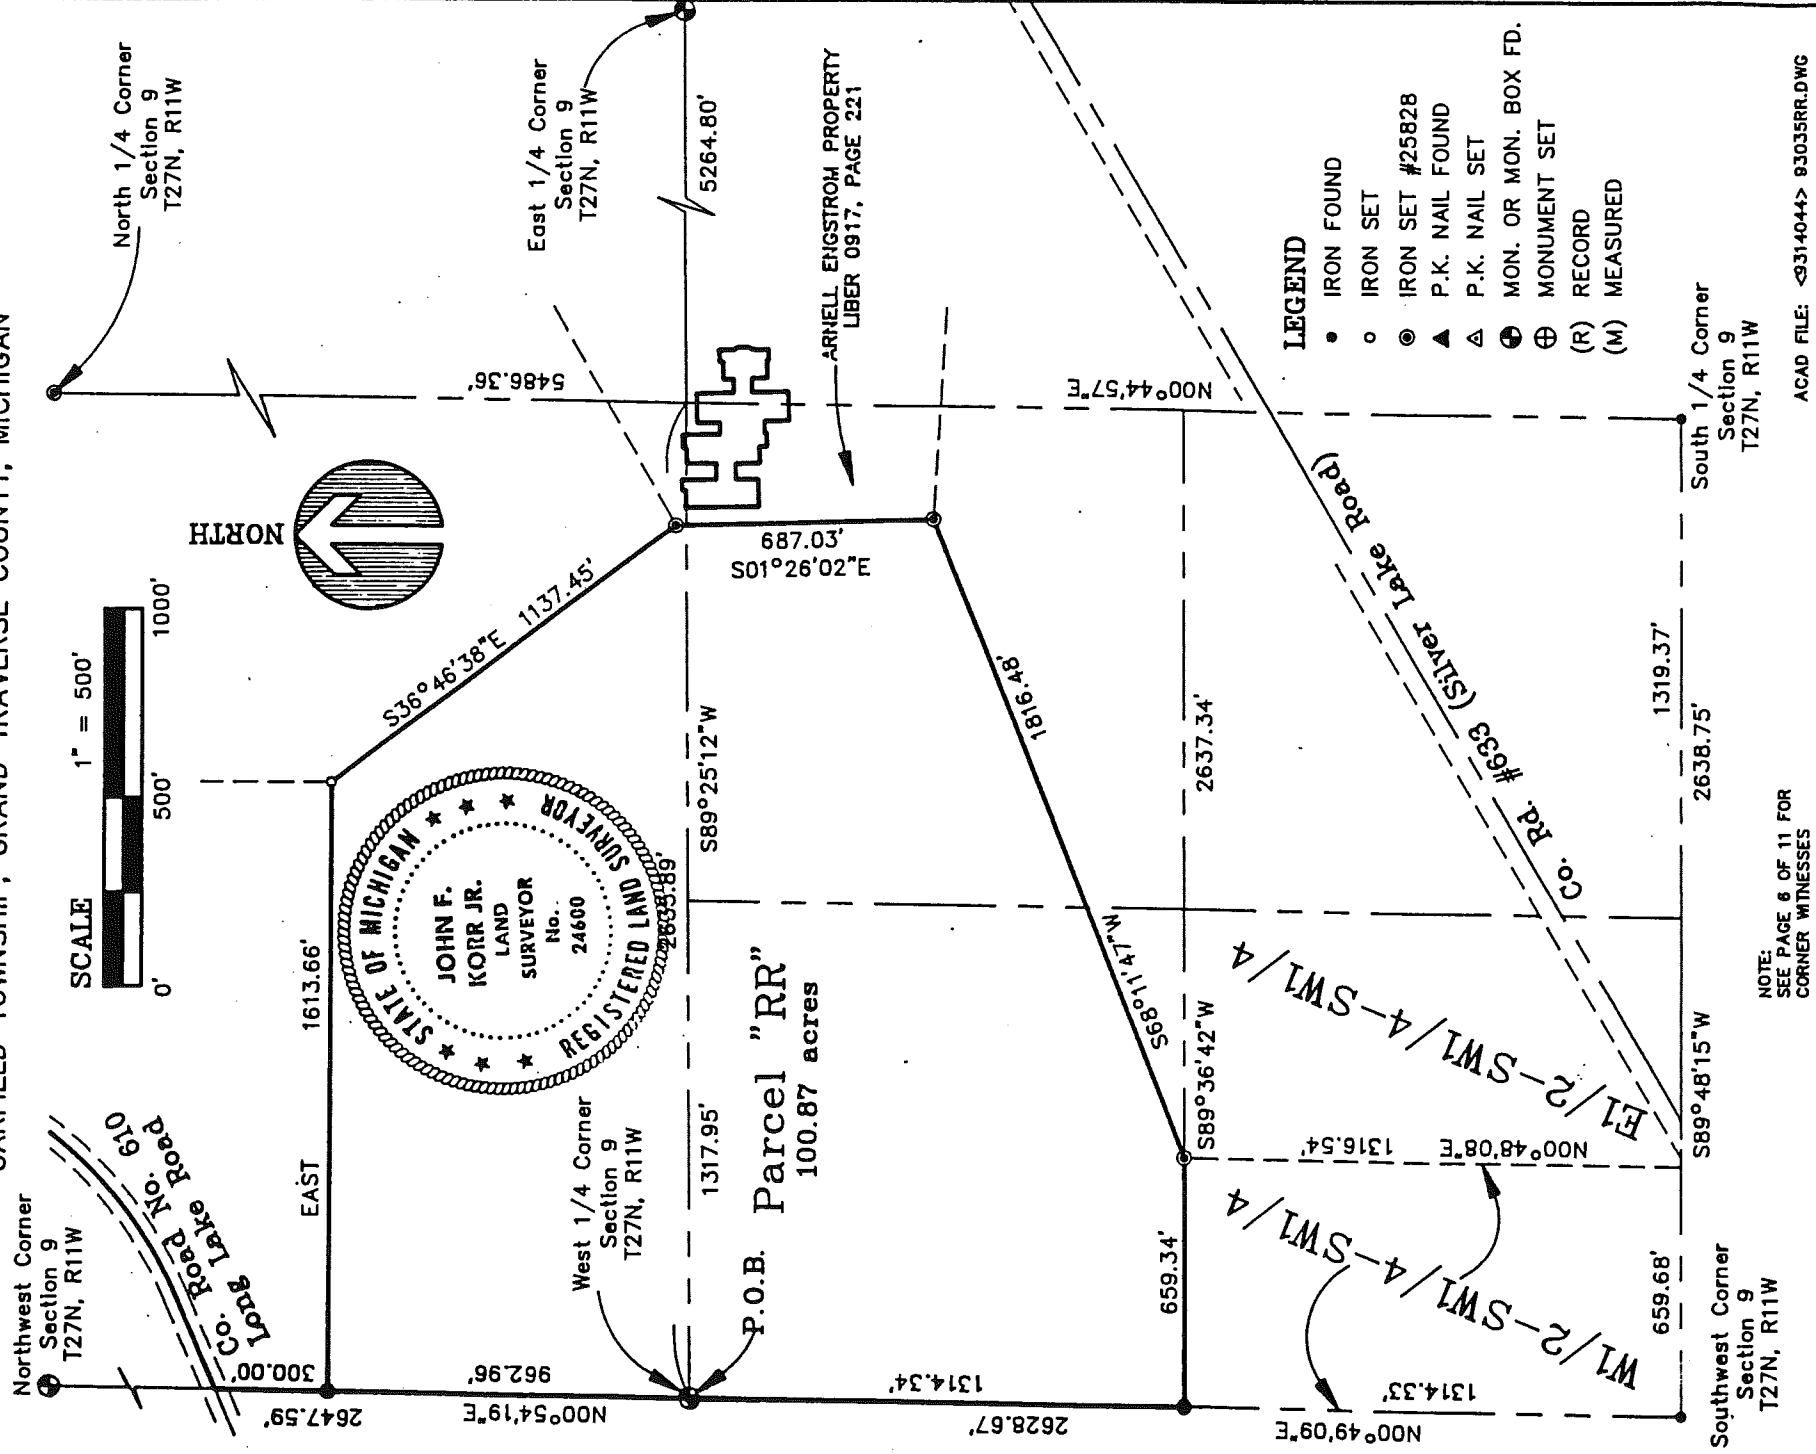 GARFIELD TOWNSHIP, GRAND TRAVERSE COUNTY, MICHIGAN
Northwest Corner
Section 9
T27N, R11W
Co. Road No. 610
Long Lake Road
SCALE
1" = 500'
0'
500'
1000'
NORTH
North 1/4 Corner
Section 9
T27N, R11W
East 1/4 Corner
Section 9
T27N, R11W
5264.80'
5486.36'
300.00'
2647.59'
EAST
1613.66'
S36°46'38"E 1137.45'
962.96'
N00°54'19"E
STATE OF MICHIGAN
REGISTERED LAND SURVEYOR
JOHN F.
KORR JR.
LAND
SURVEYOR
No.
24600
2635.89'
S89°25'12"W
West 1/4 Corner
Section 9
T27N, R11W
1317.95'
P.O.B.
Parcel "RR"
100.87 acres
687.03'
S01°26'02"E
ARNELL ENGSTROM PROPERTY
LIBER 0917, PAGE 221
1314.34'
2628.67'
1816.48'
S68°11'47"W
N00°44'57"E
659.34'
S89°36'42"W
2637.34'
W1/2-SW1/4-SW1/4
E1/2-SW1/4-SW1/4
1316.54'
N00°48'08"E
1314.33'
N00°49'09"E
Co. Rd. #633 (Silver Lake Road)
659.68'
S89°48'15"W
2638.75'
1319.37'
Southwest Corner
Section 9
T27N, R11W
South 1/4 Corner
Section 9
T27N, R11W
LEGEND
IRON FOUND
IRON SET
IRON SET #25828
P.K. NAIL FOUND
P.K. NAIL SET
MON. OR MON. BOX FD.
MONUMENT SET
(R) RECORD
(M) MEASURED
NOTE:
SEE PAGE 6 OF 11 FOR
CORNER WITNESSES
ACAD FILE: <9314044> 93035RR.DWG